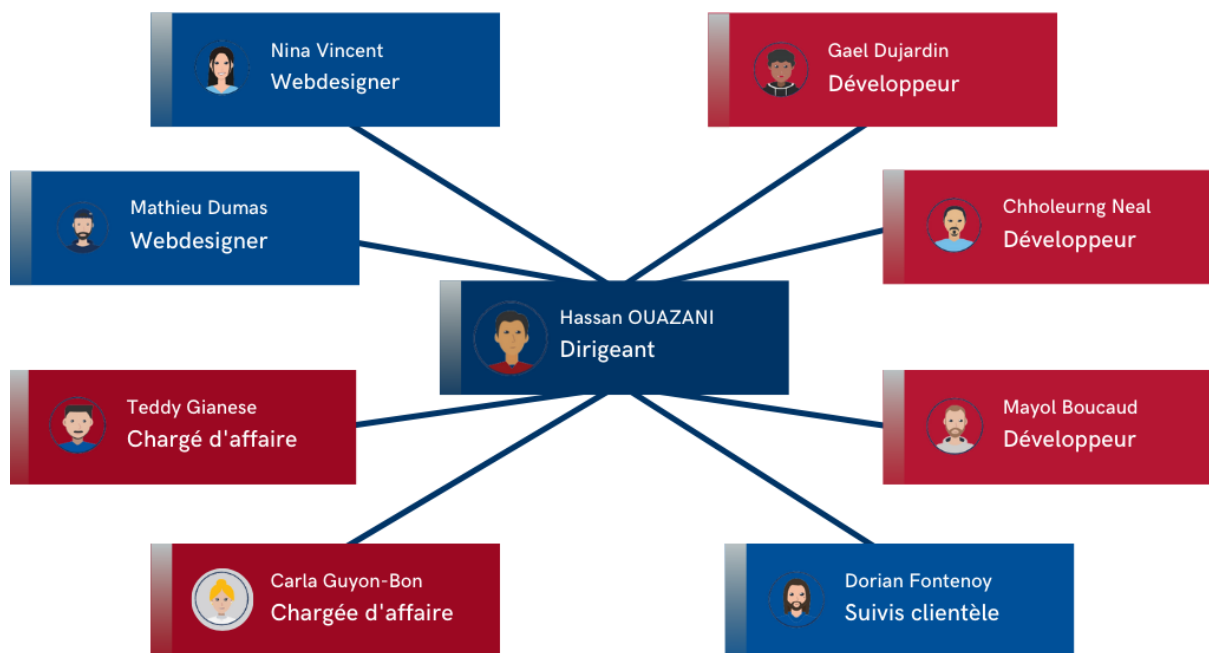 Nina Vincent
Webdesigner
Gael Dujardin
Développeur
Mathieu Dumas
Webdesigner
Chholeurng Neal
Développeur
Hassan OUAZANI
Dirigeant
Teddy Gianese
Chargé d'affaire
Mayol Boucaud
Développeur
Carla Guyon-Bon
Chargée d'affaire
Dorian Fontenoy
Suivis clientèle